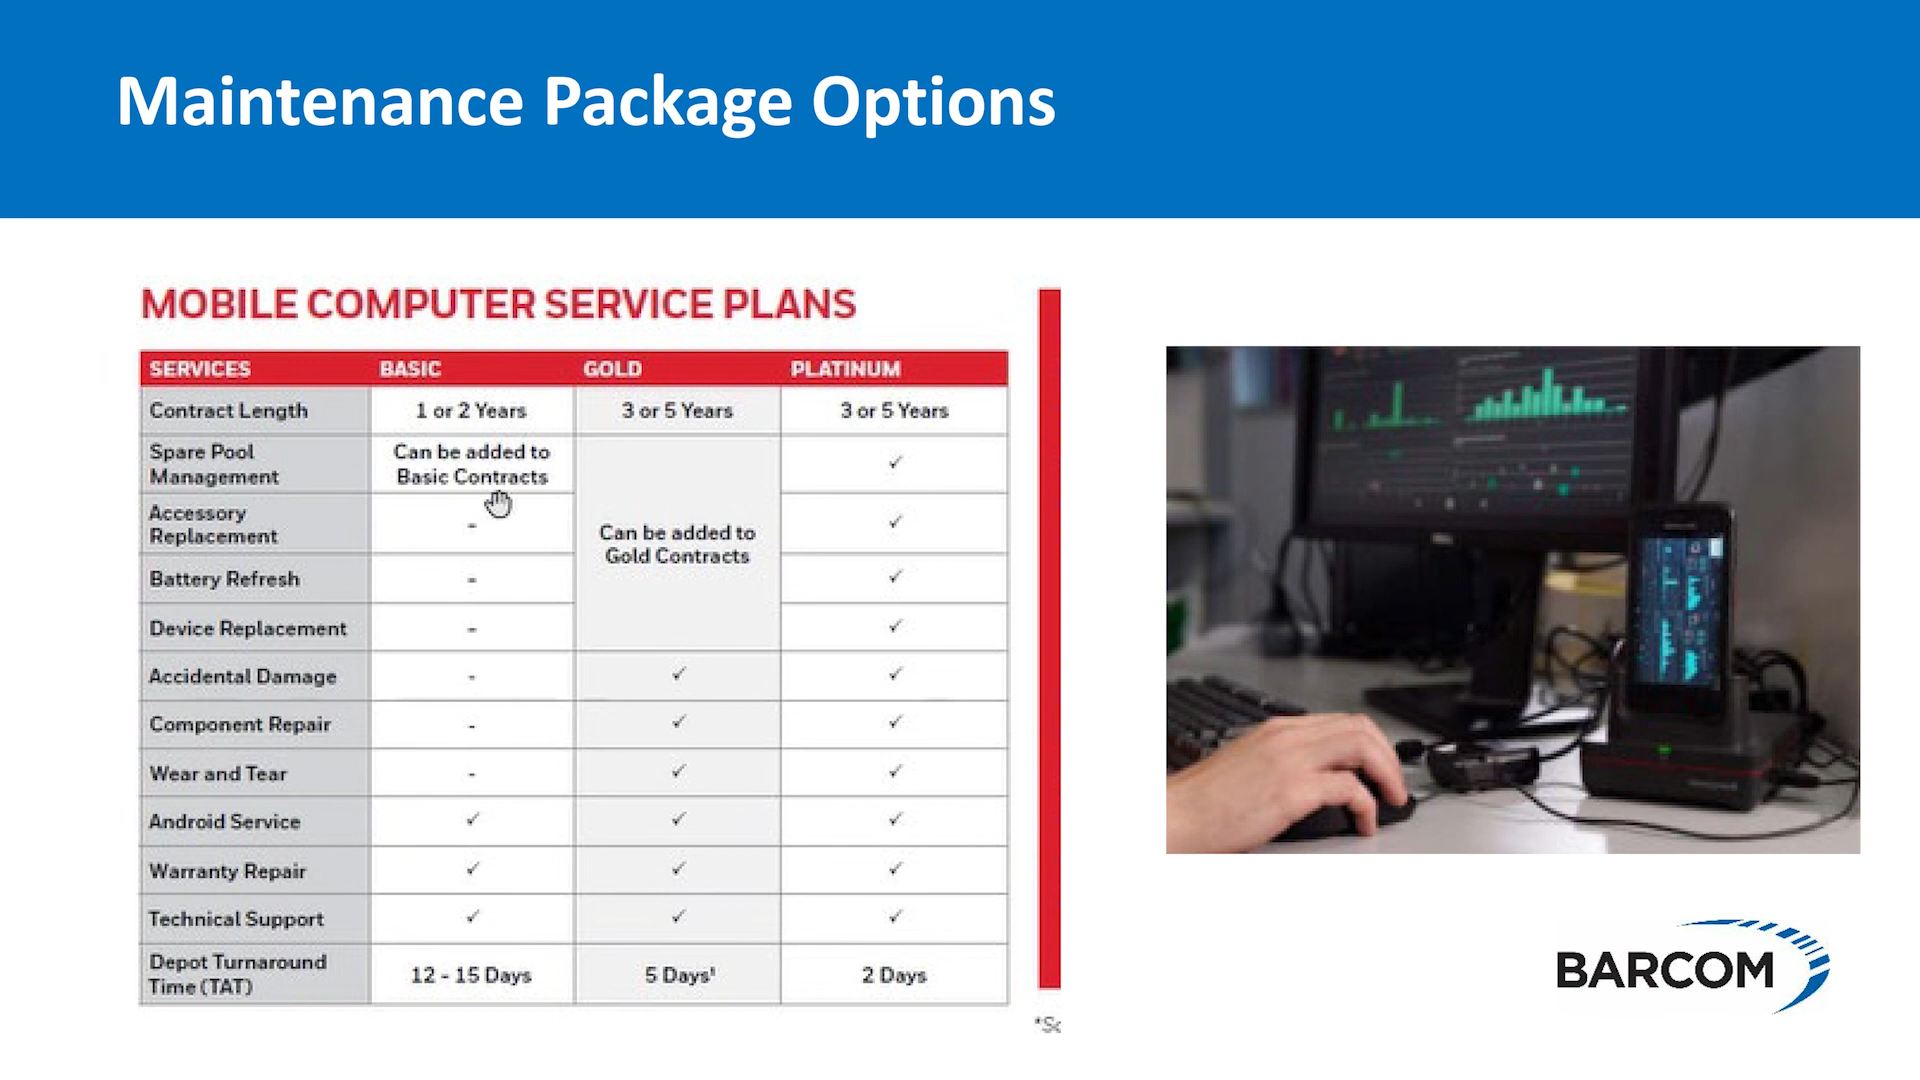 Maintenance Package Options
MOBILE COMPUTER SERVICE PLANS
SERVICES BASIC GOLD PLATINUM
Contract Length 1 or 2 Years 3 or 5 Years 3 or 5 Years
Spare Pool
Management
Can be added to
Basic Contracts
✓
Accessory
Replacement
- ✓
Can be added to
Gold Contracts
Battery Refresh - ✓
Device Replacement - ✓
Accidental Damage - ✓ ✓
Component Repair - ✓ ✓
Wear and Tear - ✓ ✓
Android Service ✓ ✓ ✓
Warranty Repair ✓ ✓ ✓
Technical Support ✓ ✓ ✓
Depot Turnaround
Time (TAT)
12 - 15 Days 5 Days¹ 2 Days
BARCOM